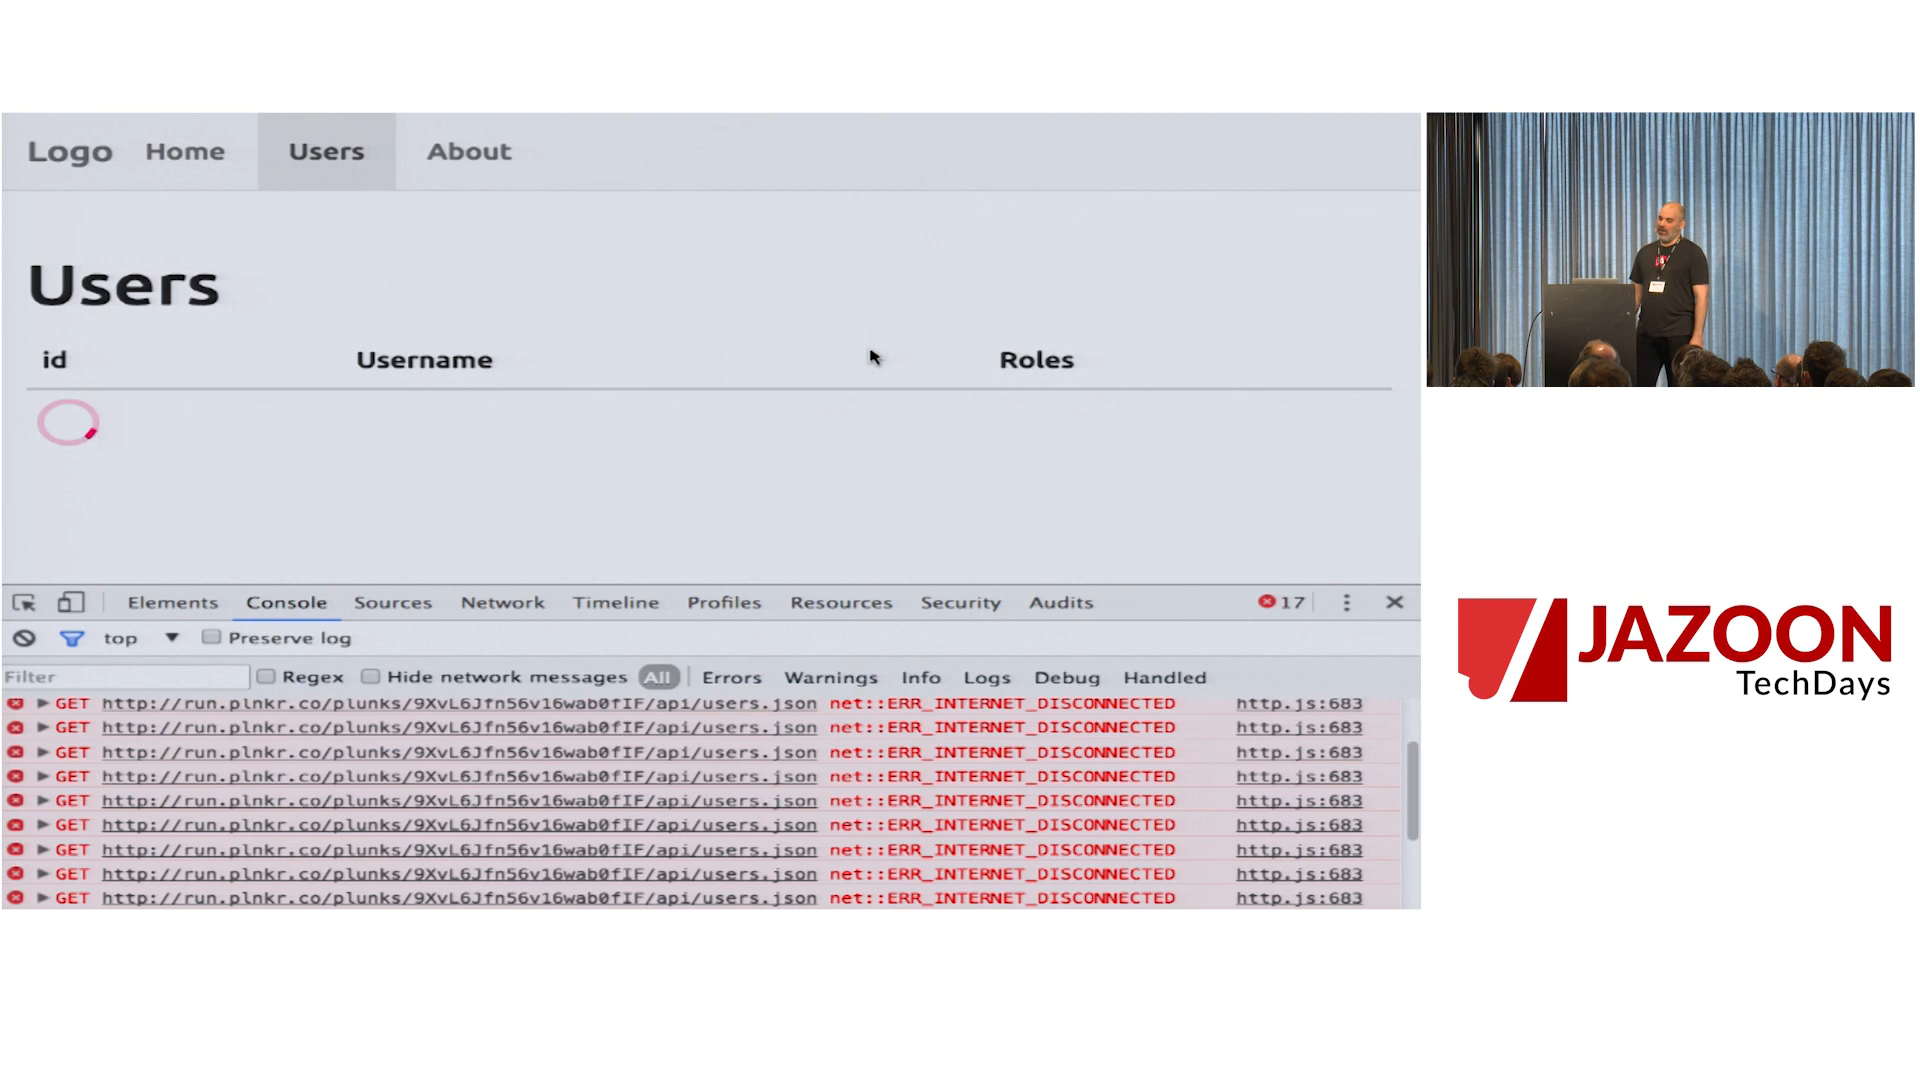 Logo Home Users About
Users
id Username Roles
Elements Console Sources Network Timeline Profiles Resources Security Audits 17
top Preserve log
Filter Regex Hide network messages All Errors Warnings Info Logs Debug Handled
GET http://run.plnkr.co/plunks/9XvL6Jfn56v16wab0fIF/api/users.json net::ERR_INTERNET_DISCONNECTED http.js:683
GET http://run.plnkr.co/plunks/9XvL6Jfn56v16wab0fIF/api/users.json net::ERR_INTERNET_DISCONNECTED http.js:683
GET http://run.plnkr.co/plunks/9XvL6Jfn56v16wab0fIF/api/users.json net::ERR_INTERNET_DISCONNECTED http.js:683
GET http://run.plnkr.co/plunks/9XvL6Jfn56v16wab0fIF/api/users.json net::ERR_INTERNET_DISCONNECTED http.js:683
GET http://run.plnkr.co/plunks/9XvL6Jfn56v16wab0fIF/api/users.json net::ERR_INTERNET_DISCONNECTED http.js:683
GET http://run.plnkr.co/plunks/9XvL6Jfn56v16wab0fIF/api/users.json net::ERR_INTERNET_DISCONNECTED http.js:683
GET http://run.plnkr.co/plunks/9XvL6Jfn56v16wab0fIF/api/users.json net::ERR_INTERNET_DISCONNECTED http.js:683
GET http://run.plnkr.co/plunks/9XvL6Jfn56v16wab0fIF/api/users.json net::ERR_INTERNET_DISCONNECTED http.js:683
GET http://run.plnkr.co/plunks/9XvL6Jfn56v16wab0fIF/api/users.json net::ERR_INTERNET_DISCONNECTED http.js:683
JAZOON
TechDays